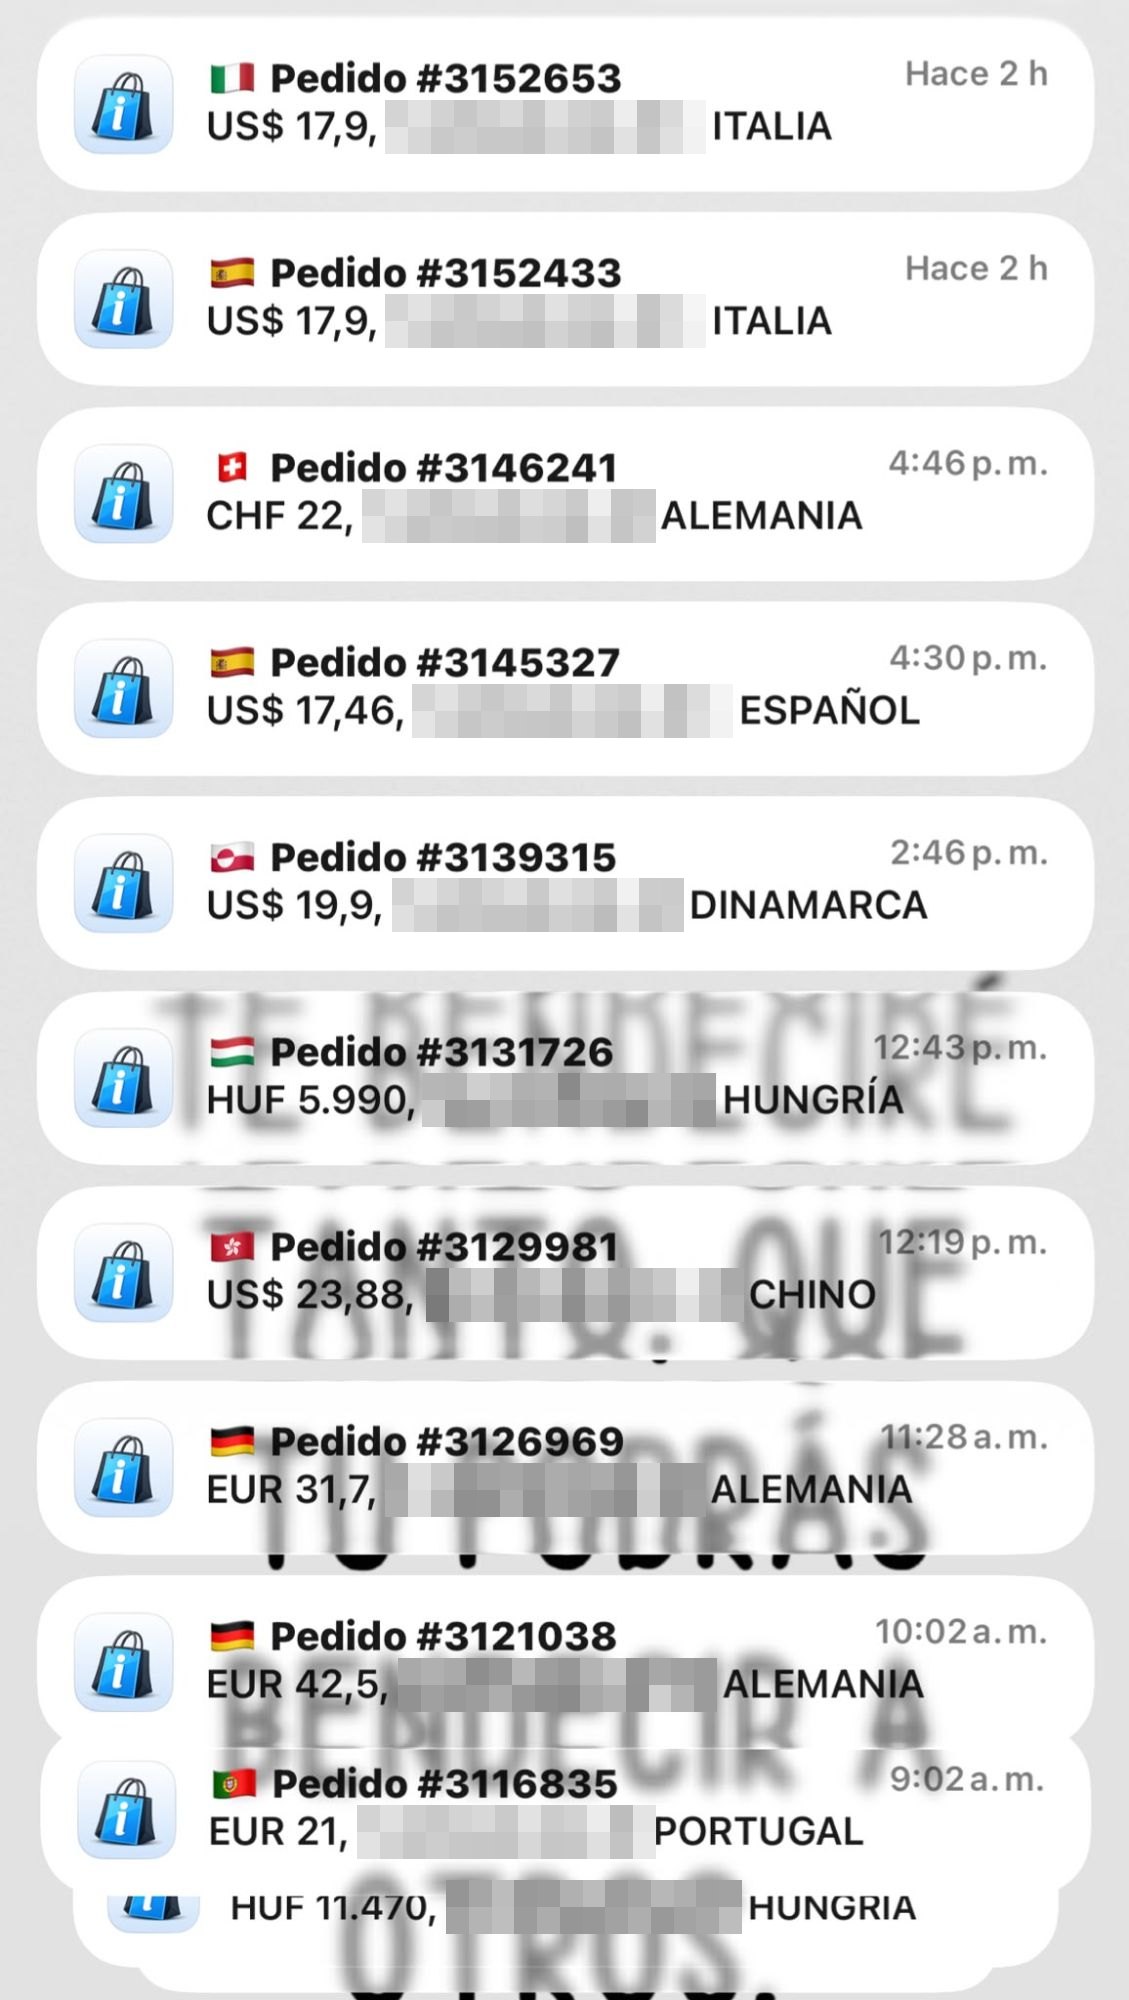 Pedido #3152653
Hace 2 h
US$ 17,9, ITALIA
Pedido #3152433
Hace 2 h
US$ 17,9, ITALIA
Pedido #3146241
4:46 p. m.
CHF 22, ALEMANIA
Pedido #3145327
4:30 p. m.
US$ 17,46, ESPAÑOL
Pedido #3139315
2:46 p. m.
US$ 19,9, DINAMARCA
TE BENDECIRÉ
Pedido #3131726
12:43 p. m.
HUF 5.990, HUNGRÍA
TANTO, QUE
Pedido #3129981
12:19 p. m.
US$ 23,88, CHINO
TÚ PODRÁS
Pedido #3126969
11:28 a. m.
EUR 31,7, ALEMANIA
Pedido #3121038
10:02 a. m.
EUR 42,5, ALEMANIA
BENDECIR A
Pedido #3116835
9:02 a. m.
EUR 21, PORTUGAL
HUF 11.470, HUNGRIA
OTROS.